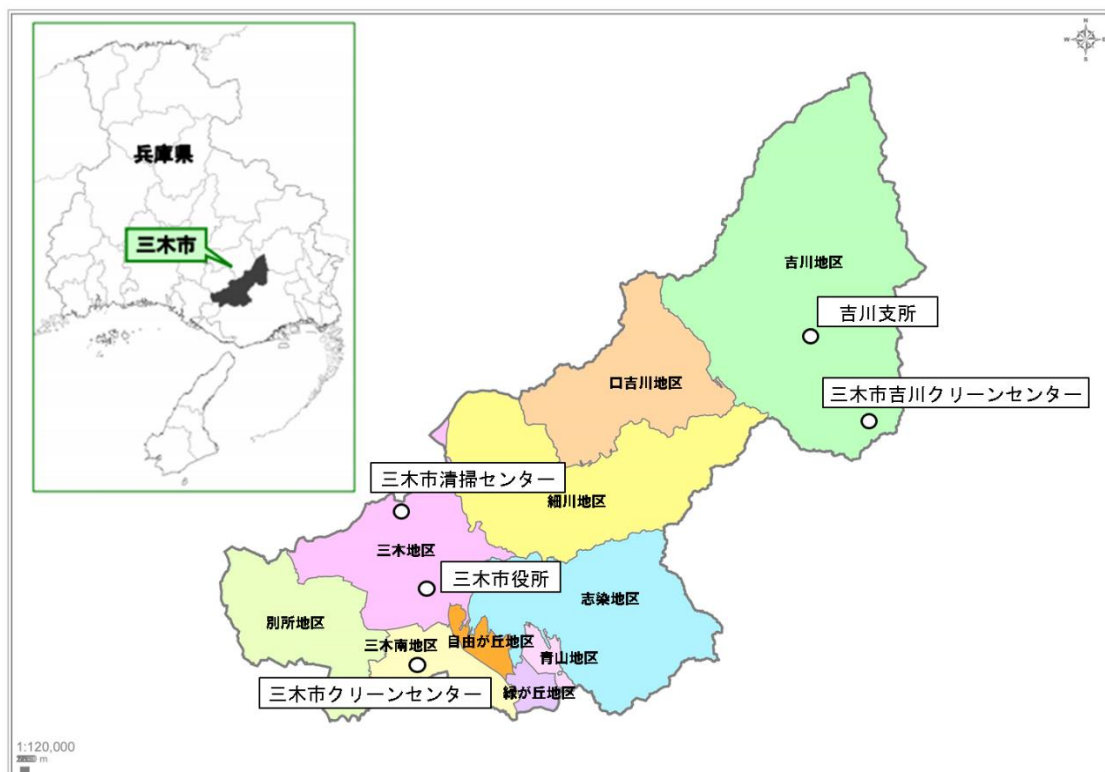 兵庫県
三木市
N
W
E
S
吉川地区
吉川支所
口吉川地区
三木市吉川クリーンセンター
三木市清掃センター
細川地区
三木地区
三木市役所
志染地区
別所地区
三木南地区
自由が丘地区
青山地区
三木市クリーンセンター
緑が丘地区
1:120,000